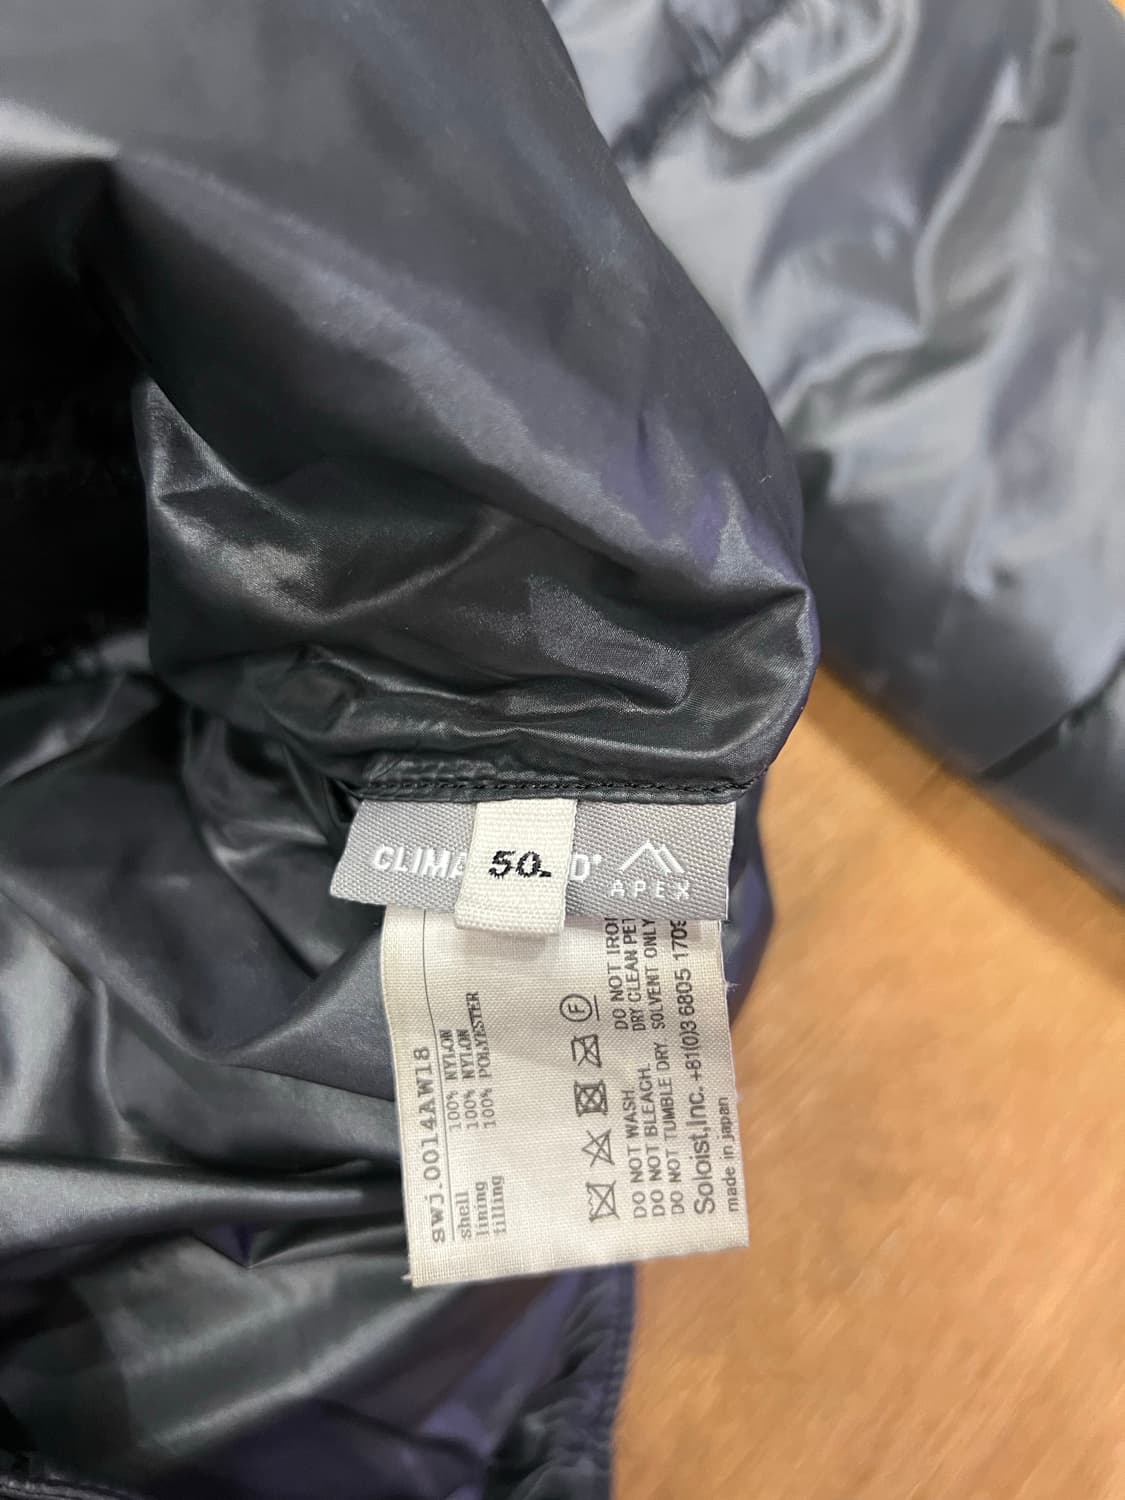 CLIMA
50.
D®
APEX
swj.0014AW18
shell 100% NYLON
lining 100% NYLON
filling 100% POLYESTER
F
DO NOT WASH. DO NOT IRO
DO NOT BLEACH. DRY CLEAN PET
DO NOT TUMBLE DRY SOLVENT ONLY
Soloist,Inc. +81(0)3 6805 1709
made in japan